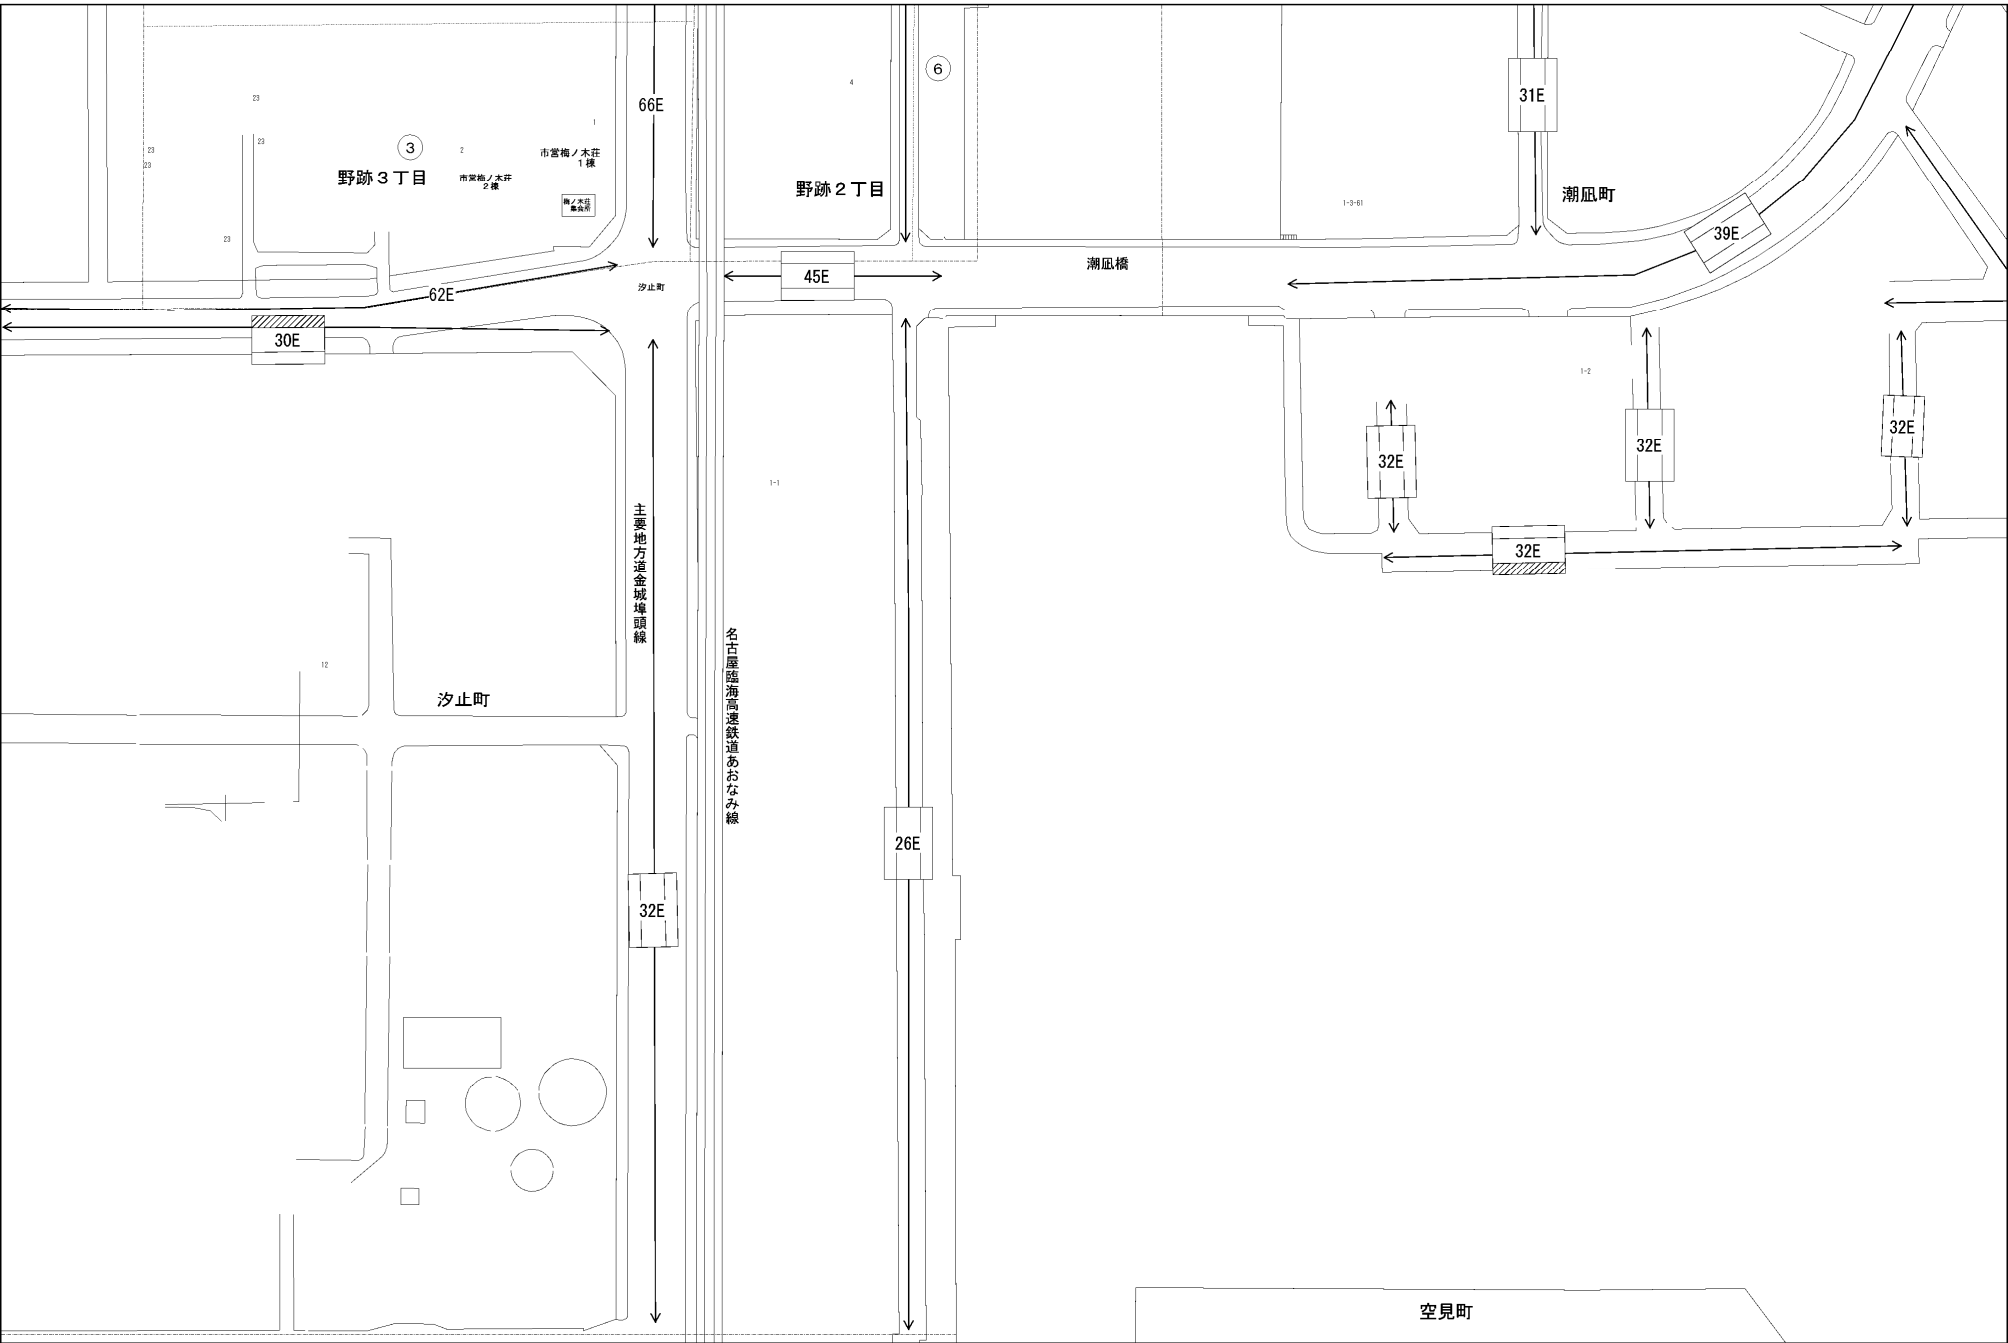 ⑥
66E
31E
4
23
1
③
23
2
市営梅ノ木荘
1棟
23
23
野跡3丁目
市営梅ノ木荘
2棟
野跡2丁目
潮凪町
梅ノ木荘
集会所
1-3-61
23
39E
潮凪橋
45E
汐止町
62E
30E
1-2
32E
32E
32E
1-1
主要地方道金城埠頭線
32E
名古屋臨海高速鉄道あおなみ線
12
汐止町
26E
32E
空見町